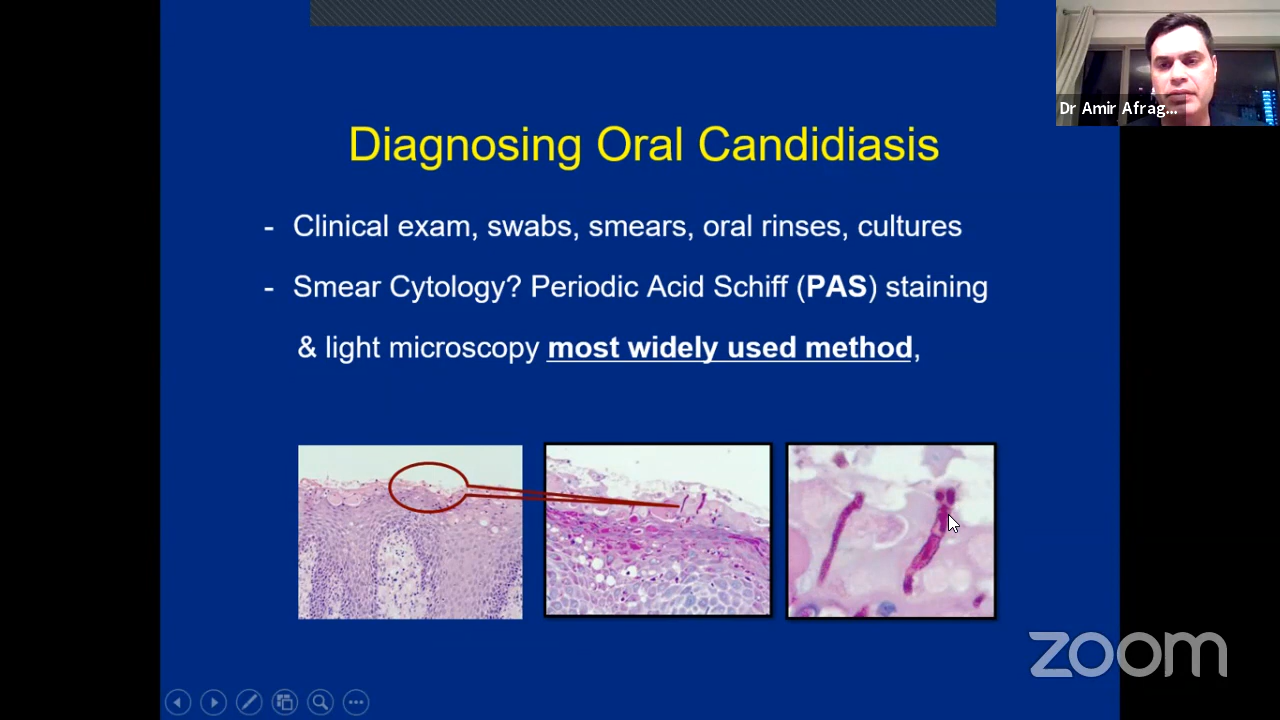 Dr Amir Afrag...
Diagnosing Oral Candidiasis
- Clinical exam, swabs, smears, oral rinses, cultures
- Smear Cytology? Periodic Acid Schiff (PAS) staining
& light microscopy most widely used method,
zoom